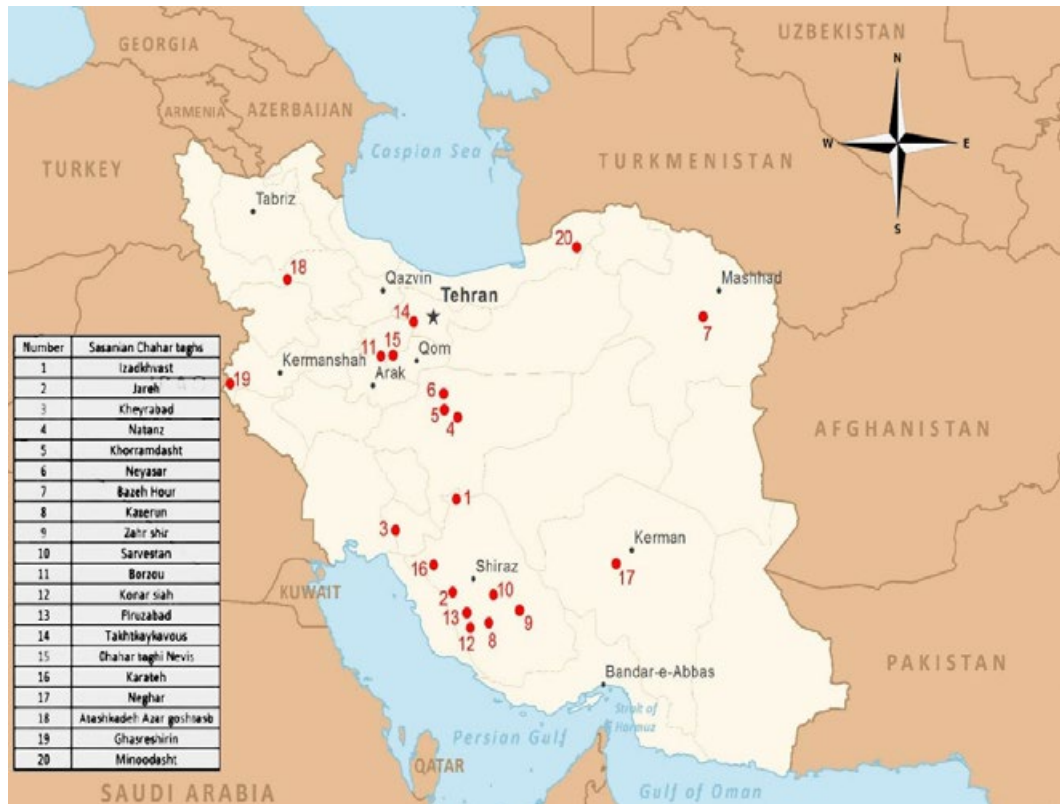 GEORGIA
UZBEKISTAN
N
ARMENIA
AZERBAIJAN
Caspian Sea
TURKMENISTAN
W
E
TURKEY
S
Tabriz
20
18
Qazvin
Mashhad
Tehran
14
7
11
15
Qom
Kermanshah
Arak
19
6
5
4
AFGHANISTAN
1
3
Kerman
16
Shiraz
17
KUWAIT
2
10
13
9
12
8
Bandar-e-Abbas
PAKISTAN
Strait of
Hormuz
Persian Gulf
QATAR
SAUDI ARABIA
Gulf of Oman
Number Sasanian Chahar taghs
1 Izadkhvast
2 Jareh
3 Kheyrabad
4 Natanz
5 Khorramdasht
6 Neyasar
7 Bazeh Hour
8 Kaserun
9 Zahr shir
10 Sarvestan
11 Borzou
12 Konar siah
13 Piruzabad
14 Takhtkaykavous
15 Chahar taghi Nevis
16 Karateh
17 Neghar
18 Atashkadeh Azar goshtasb
19 Ghasreshirin
20 Minoodasht